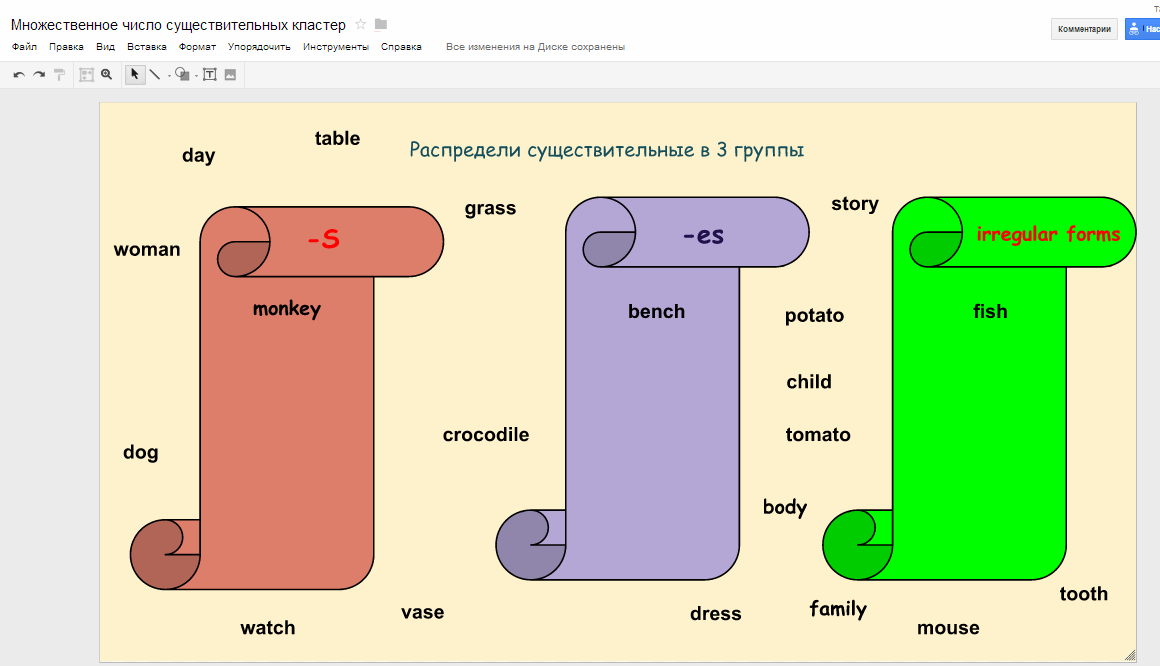 Множественное число существительных кластер
Файл Правка Вид Вставка Формат Упорядочить Инструменты Справка Все изменения на Диске сохранены
Комментарии
table
day
Распредели существительные в 3 группы
grass
story
woman
-S
-es
irregular forms
monkey
bench
potato
fish
child
crocodile
tomato
dog
body
tooth
vase
dress
family
watch
mouse